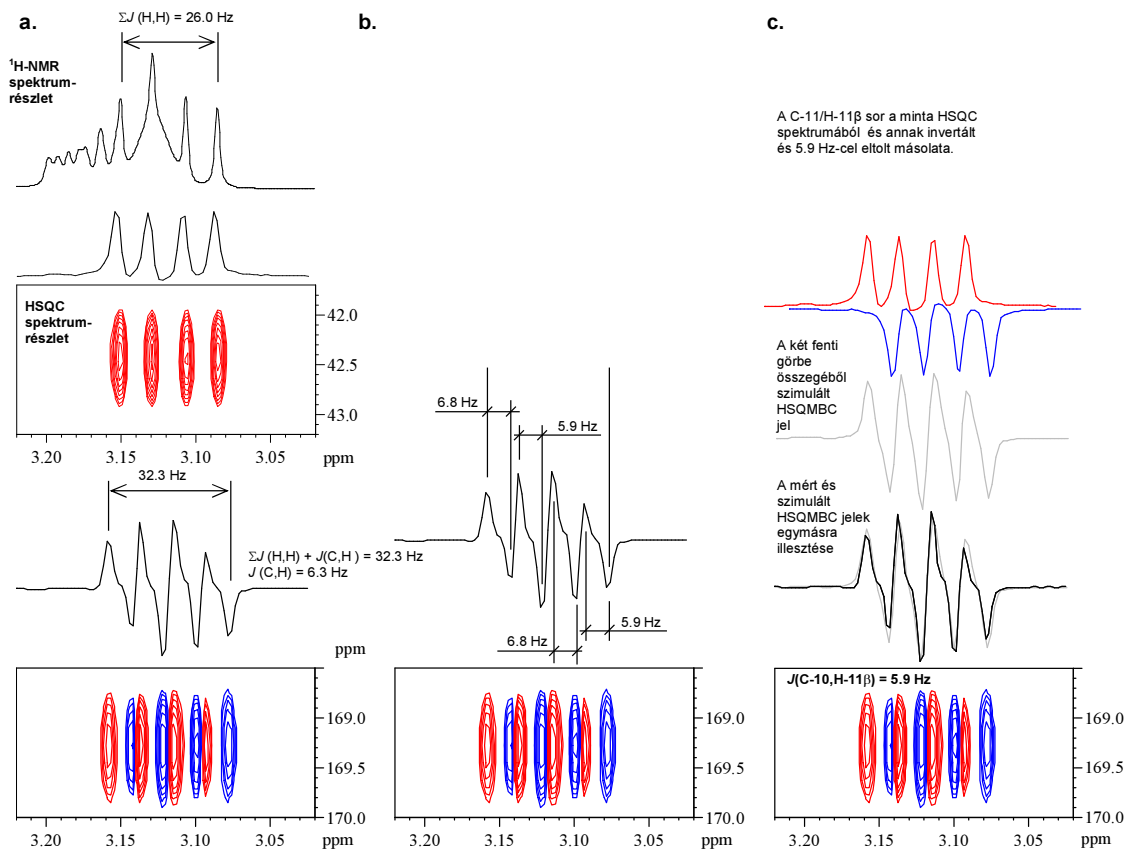 a.
ΣJ (H,H) = 26.0 Hz
¹H-NMR
spektrum-
részlet
HSQC
spektrum-
részlet
42.0
42.5
43.0
3.20 3.15 3.10 3.05 ppm
32.3 Hz
ΣJ (H,H) + J(C,H ) = 32.3 Hz
J (C,H) = 6.3 Hz
ppm
169.0
169.5
170.0
3.20 3.15 3.10 3.05 ppm
b.
6.8 Hz
5.9 Hz
6.8 Hz
5.9 Hz
ppm
169.0
169.5
170.0
3.20 3.15 3.10 3.05 ppm
c.
A C-11/H-11β sor a minta HSQC
spektrumából és annak invertált
és 5.9 Hz-cel eltolt másolata.
A két fenti
görbe
összegéből
szimulált
HSQMBC
jel
A mért és
szimulált
HSQMBC jelek
egymásra
illesztése
ppm
J(C-10,H-11β) = 5.9 Hz
169.0
169.5
170.0
3.20 3.15 3.10 3.05 ppm